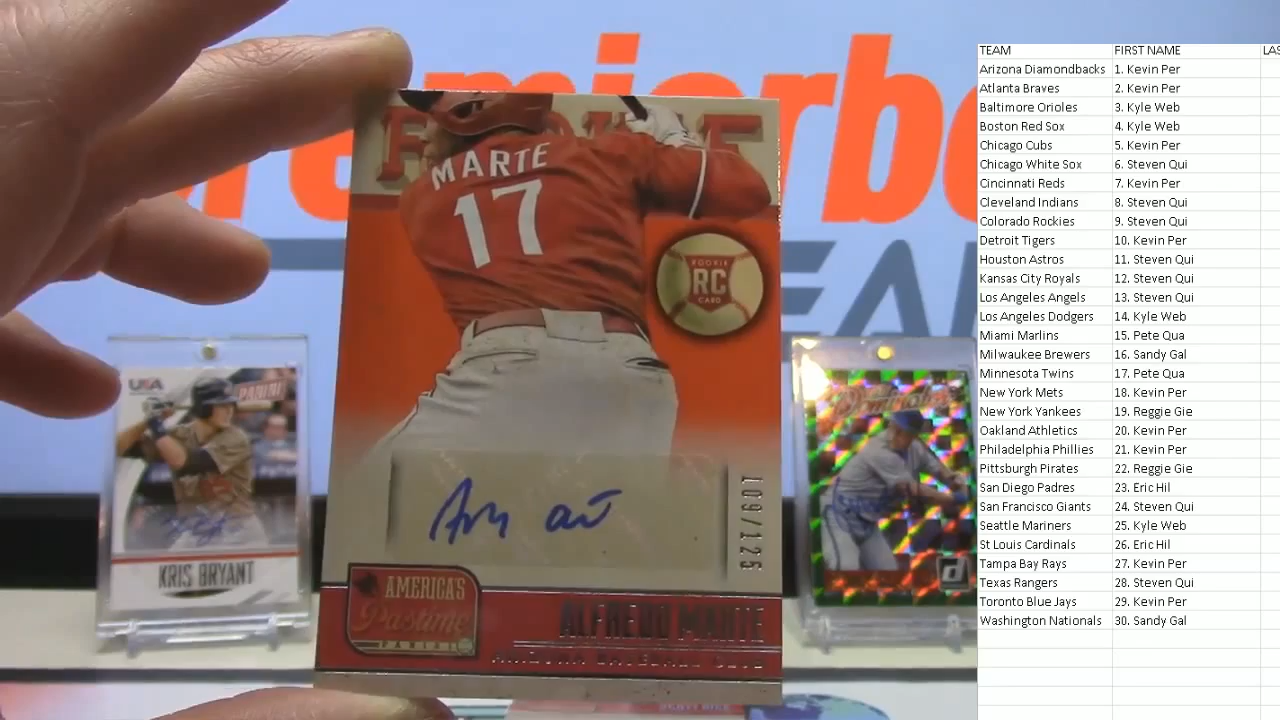 MARTE
17
ROOKIE
RC
CARD
109/125
AMERICA'S
Pastime
PANINI
ALFREDO MARTE
USA
PANINI
KRIS BRYANT
TEAM FIRST NAME LAS
Arizona Diamondbacks 1. Kevin Per
Atlanta Braves 2. Kevin Per
Baltimore Orioles 3. Kyle Web
Boston Red Sox 4. Kyle Web
Chicago Cubs 5. Kevin Per
Chicago White Sox 6. Steven Qui
Cincinnati Reds 7. Kevin Per
Cleveland Indians 8. Steven Qui
Colorado Rockies 9. Steven Qui
Detroit Tigers 10. Kevin Per
Houston Astros 11. Steven Qui
Kansas City Royals 12. Steven Qui
Los Angeles Angels 13. Steven Qui
Los Angeles Dodgers 14. Kyle Web
Miami Marlins 15. Pete Qua
Milwaukee Brewers 16. Sandy Gal
Minnesota Twins 17. Pete Qua
New York Mets 18. Kevin Per
New York Yankees 19. Reggie Gie
Oakland Athletics 20. Kevin Per
Philadelphia Phillies 21. Kevin Per
Pittsburgh Pirates 22. Reggie Gie
San Diego Padres 23. Eric Hil
San Francisco Giants 24. Steven Qui
Seattle Mariners 25. Kyle Web
St Louis Cardinals 26. Eric Hil
Tampa Bay Rays 27. Kevin Per
Texas Rangers 28. Steven Qui
Toronto Blue Jays 29. Kevin Per
Washington Nationals 30. Sandy Gal